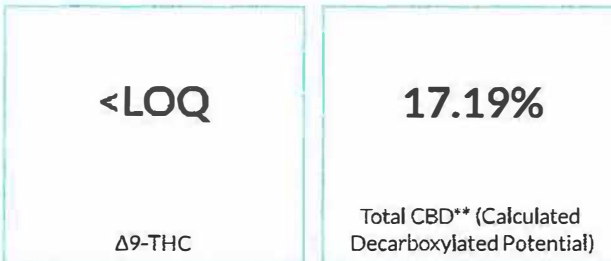 <LOQ
Δ9-THC
17.19%
Total CBD** (Calculated
Decarboxylated Potential)